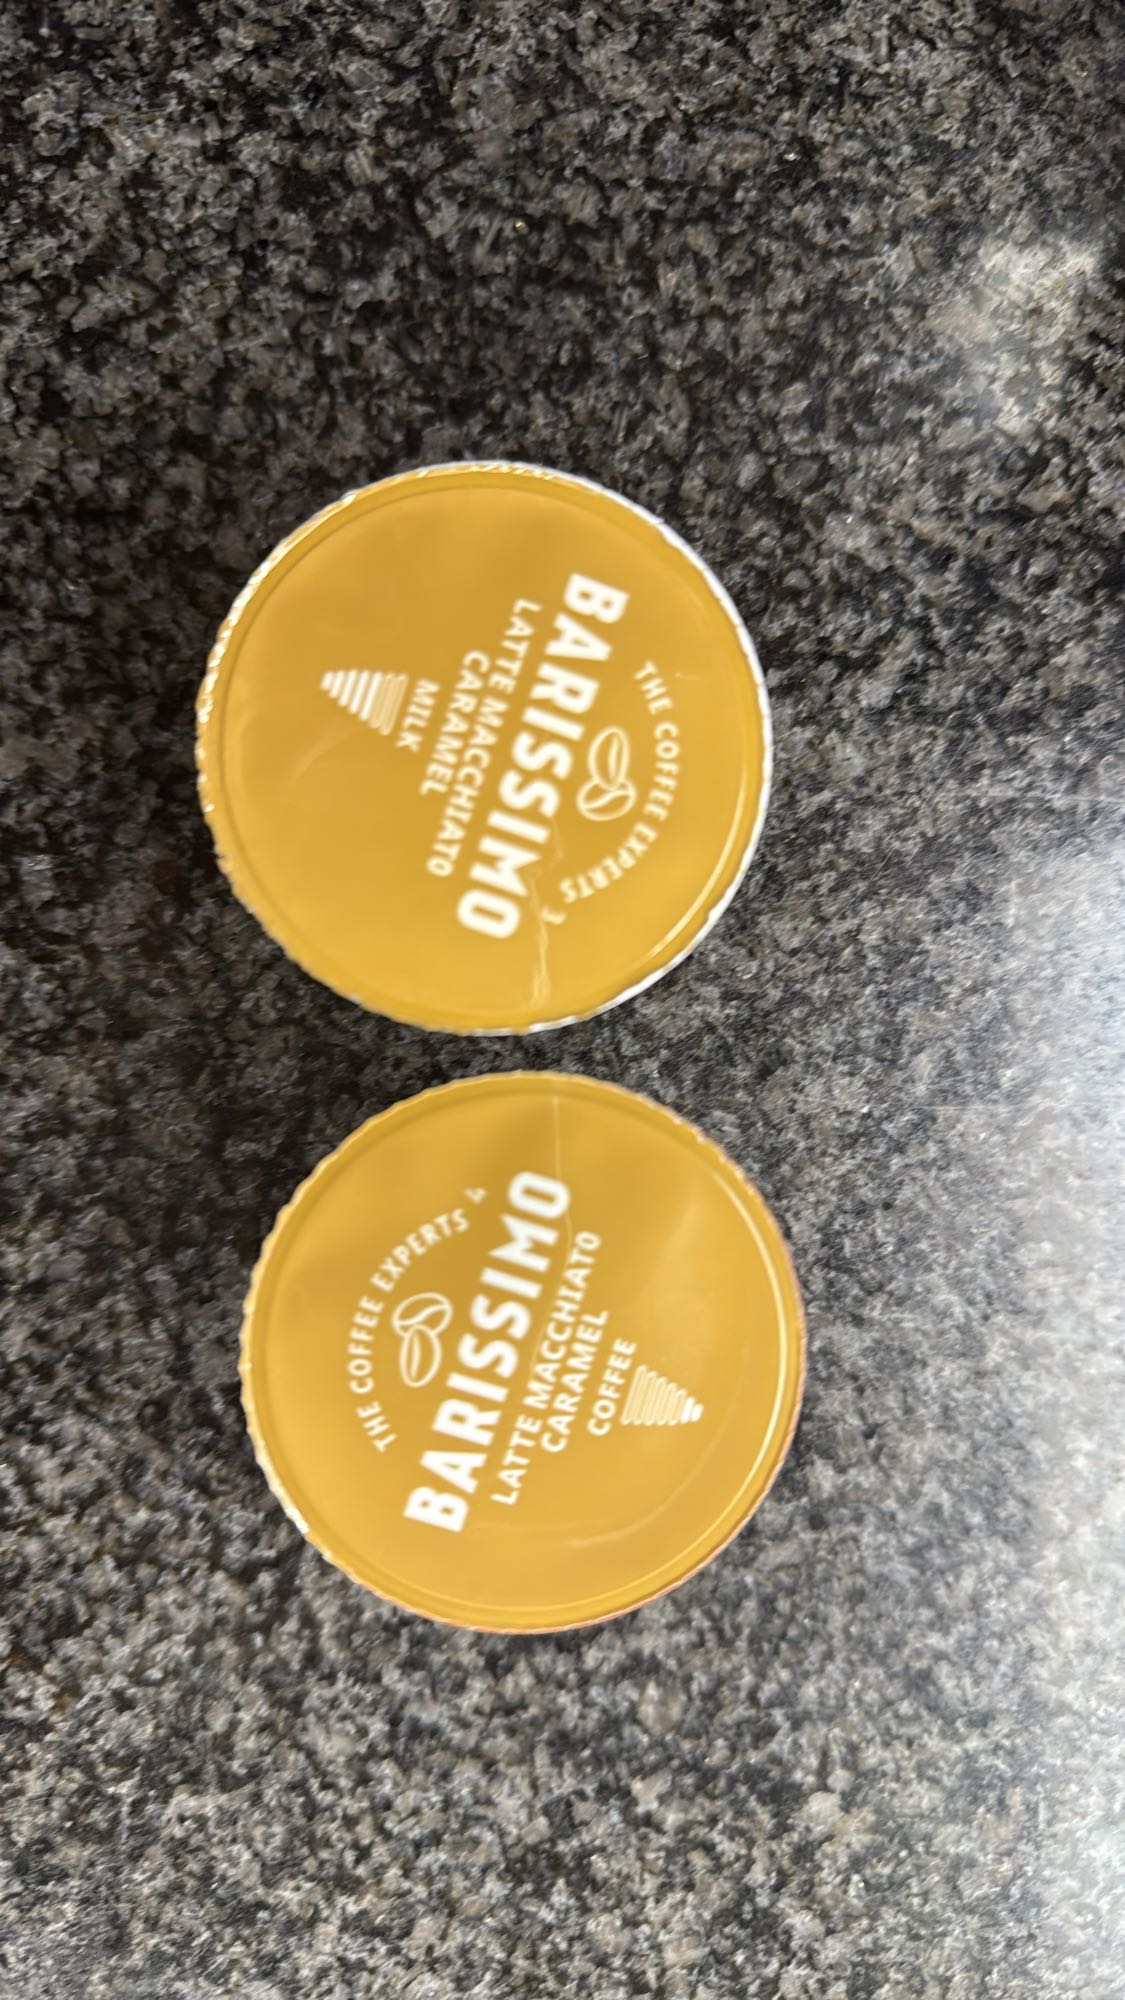 THE COFFEE EXPERTS 3
BARISSIMO
LATTE MACCHIATO
CARAMEL
MILK
THE COFFEE EXPERTS 4
BARISSIMO
LATTE MACCHIATO
CARAMEL
COFFEE